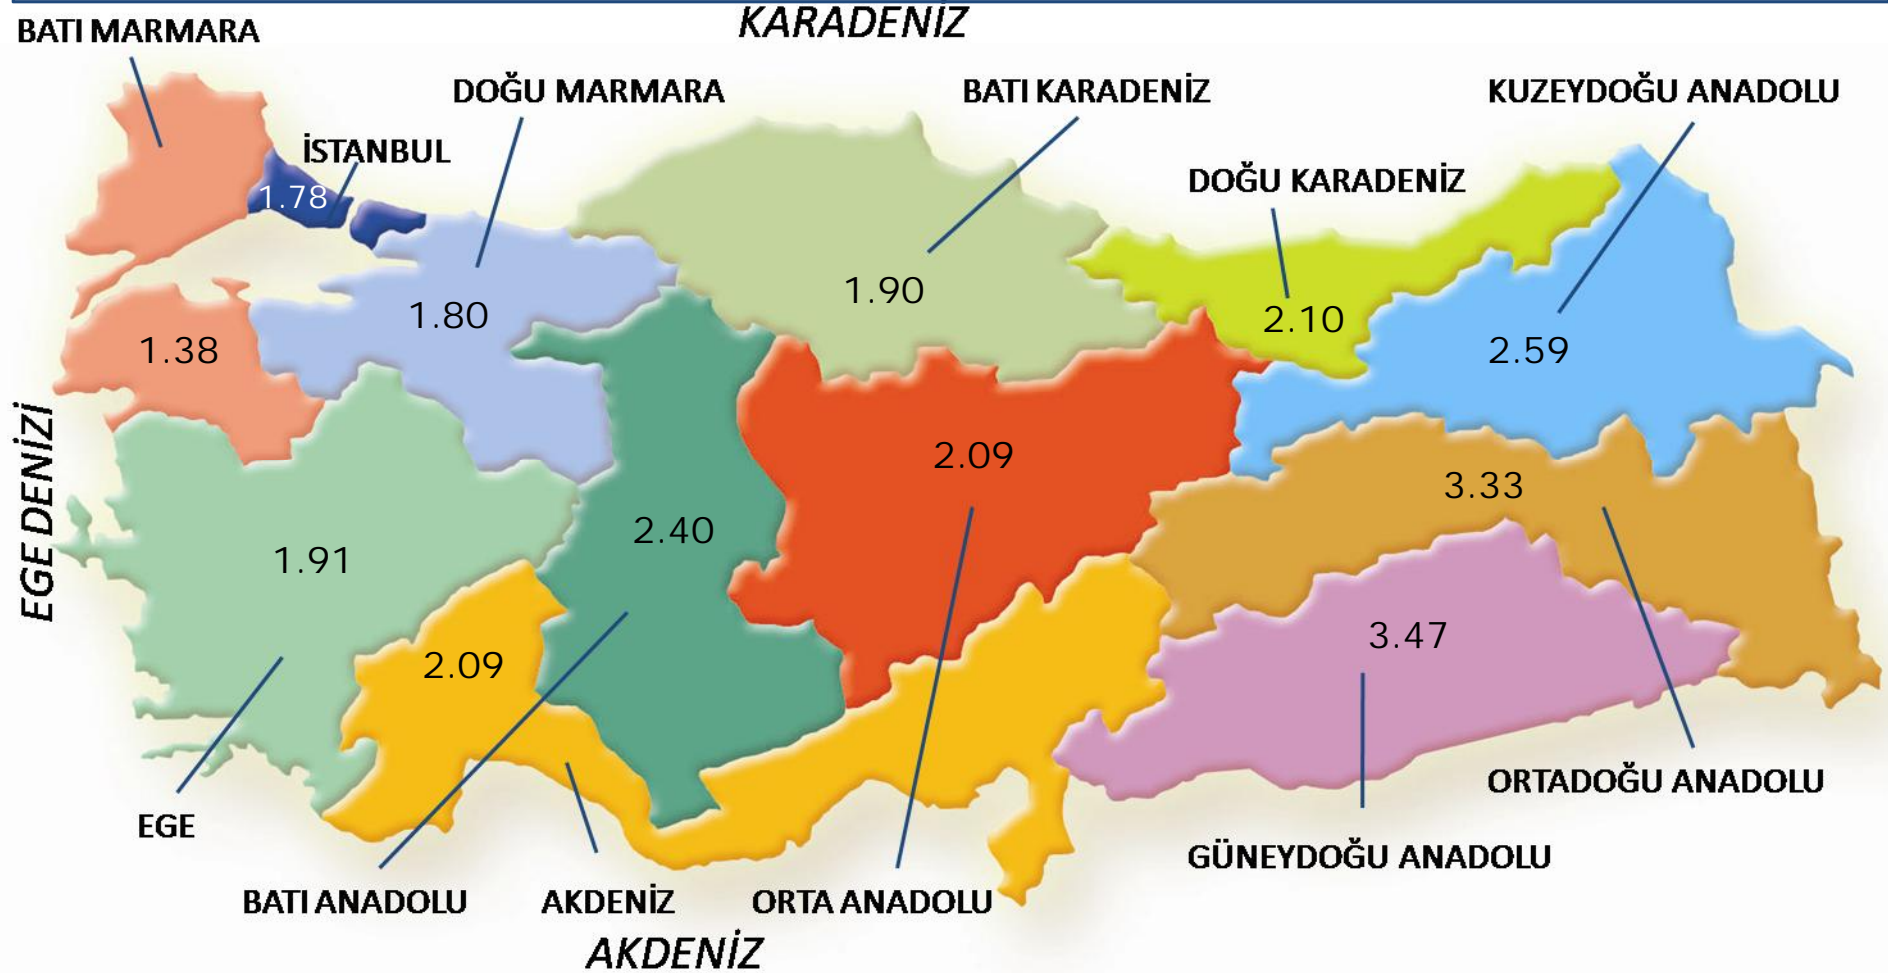 KARADENİZ
BATI MARMARA
DOĞU MARMARA
BATI KARADENİZ
KUZEYDOĞU ANADOLU
İSTANBUL
DOĞU KARADENİZ
1.78
1.90
1.80
2.10
1.38
2.59
EGE DENİZİ
2.09
3.33
2.40
1.91
3.47
2.09
ORTADOĞU ANADOLU
EGE
GÜNEYDOĞU ANADOLU
BATI ANADOLU
AKDENİZ
ORTA ANADOLU
AKDENİZ